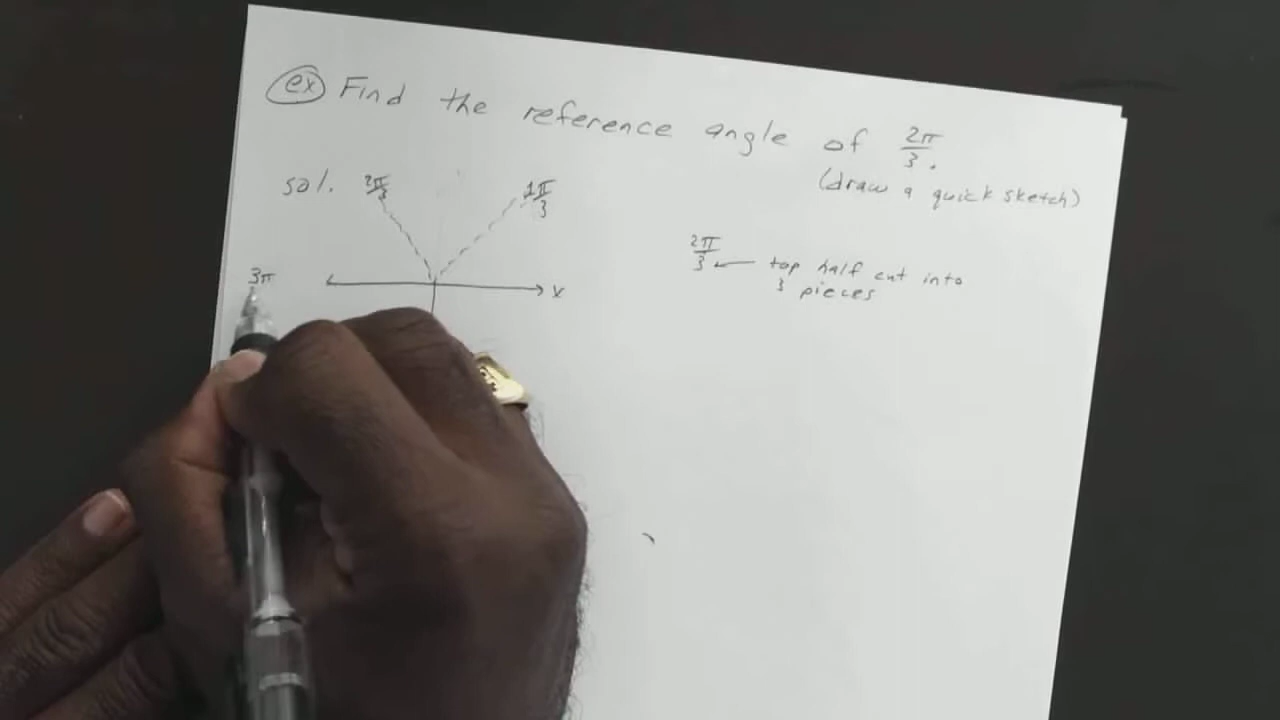 ex Find the reference angle of 2π/3.
(draw a quick sketch)
sol. 2π/3 1π/3
3π
x
2π/3 ← top half cut into
3 pieces